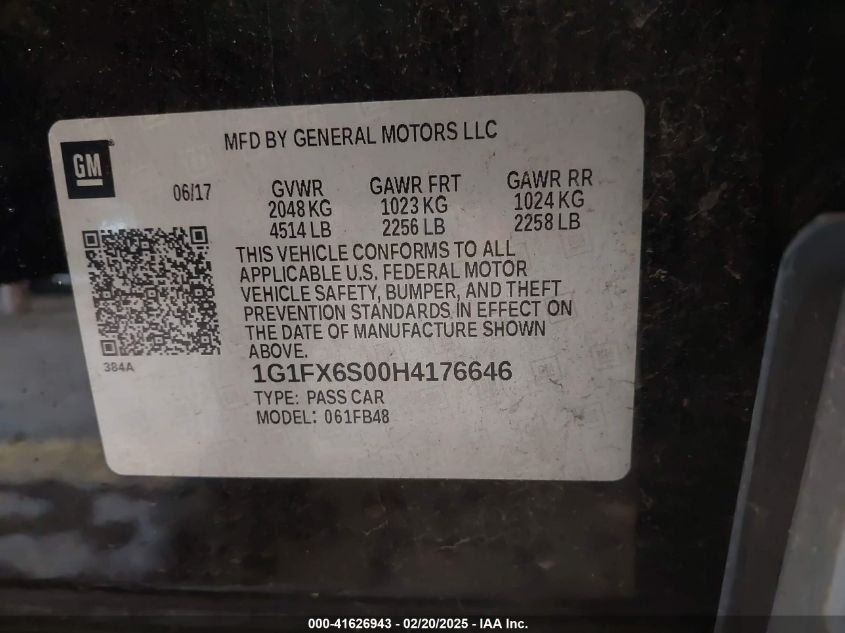 MFD BY GENERAL MOTORS LLC
GM
06/17
GVWR GAWR FRT GAWR RR
2048 KG 1023 KG 1024 KG
4514 LB 2256 LB 2258 LB
THIS VEHICLE CONFORMS TO ALL
APPLICABLE U.S. FEDERAL MOTOR
VEHICLE SAFETY, BUMPER, AND THEFT
PREVENTION STANDARDS IN EFFECT ON
THE DATE OF MANUFACTURE SHOWN
ABOVE.
384A
1G1FX6S00H4176646
TYPE: PASS CAR
MODEL: 061FB48
000-41626943 - 02/20/2025 - IAA Inc.